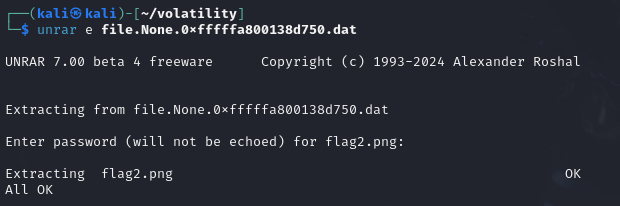 ┌──(kali㉿kali)-[~/volatility]
└─$ unrar e file.None.0×fffffa800138d750.dat
UNRAR 7.00 beta 4 freeware      Copyright (c) 1993-2024 Alexander Roshal
Extracting from file.None.0×fffffa800138d750.dat
Enter password (will not be echoed) for flag2.png:
Extracting  flag2.png                                                 OK
All OK